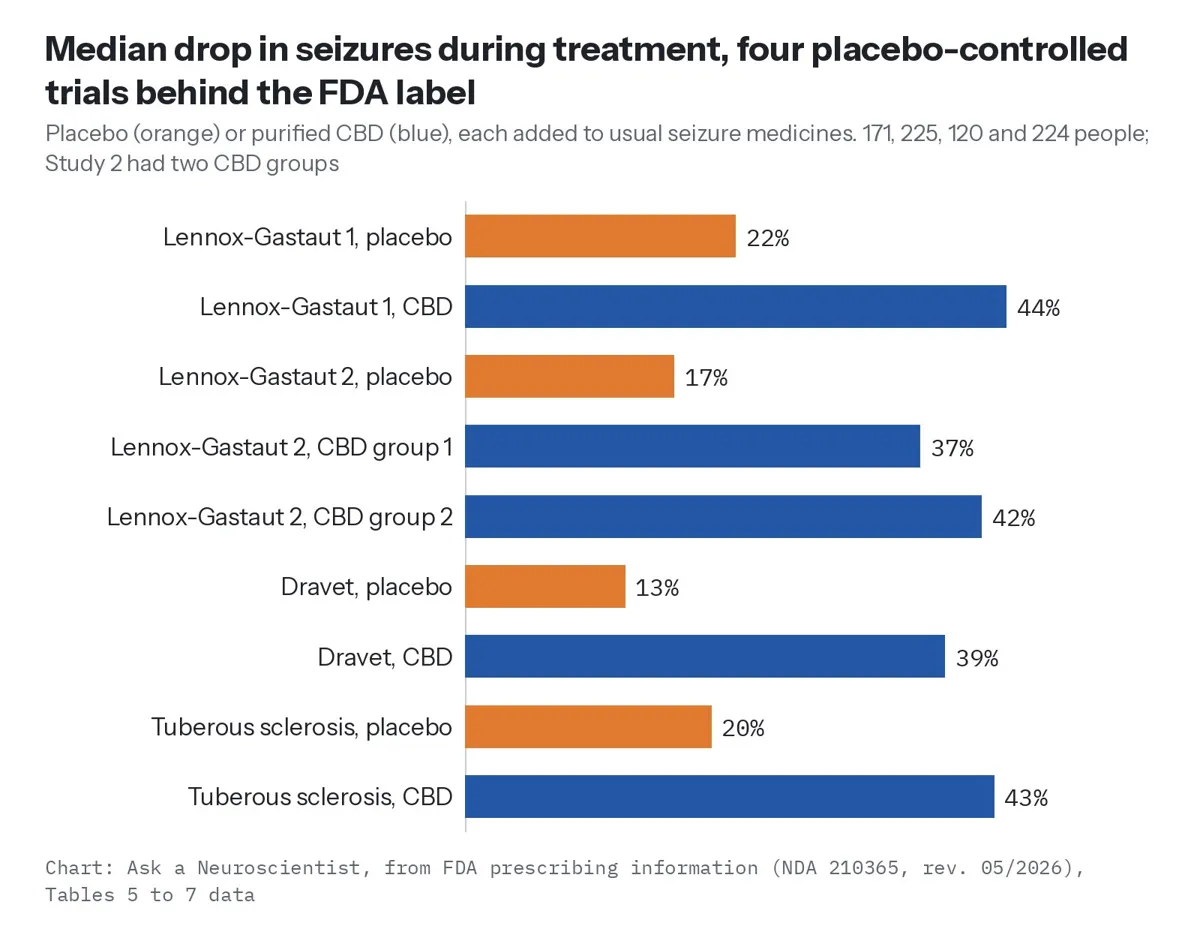 Median drop in seizures during treatment, four placebo-controlled
trials behind the FDA label
Placebo (orange) or purified CBD (blue), each added to usual seizure medicines. 171, 225, 120 and 224 people;
Study 2 had two CBD groups
Lennox-Gastaut 1, placebo 22%
Lennox-Gastaut 1, CBD 44%
Lennox-Gastaut 2, placebo 17%
Lennox-Gastaut 2, CBD group 1 37%
Lennox-Gastaut 2, CBD group 2 42%
Dravet, placebo 13%
Dravet, CBD 39%
Tuberous sclerosis, placebo 20%
Tuberous sclerosis, CBD 43%
Chart: Ask a Neuroscientist, from FDA prescribing information (NDA 210365, rev. 05/2026),
Tables 5 to 7 data